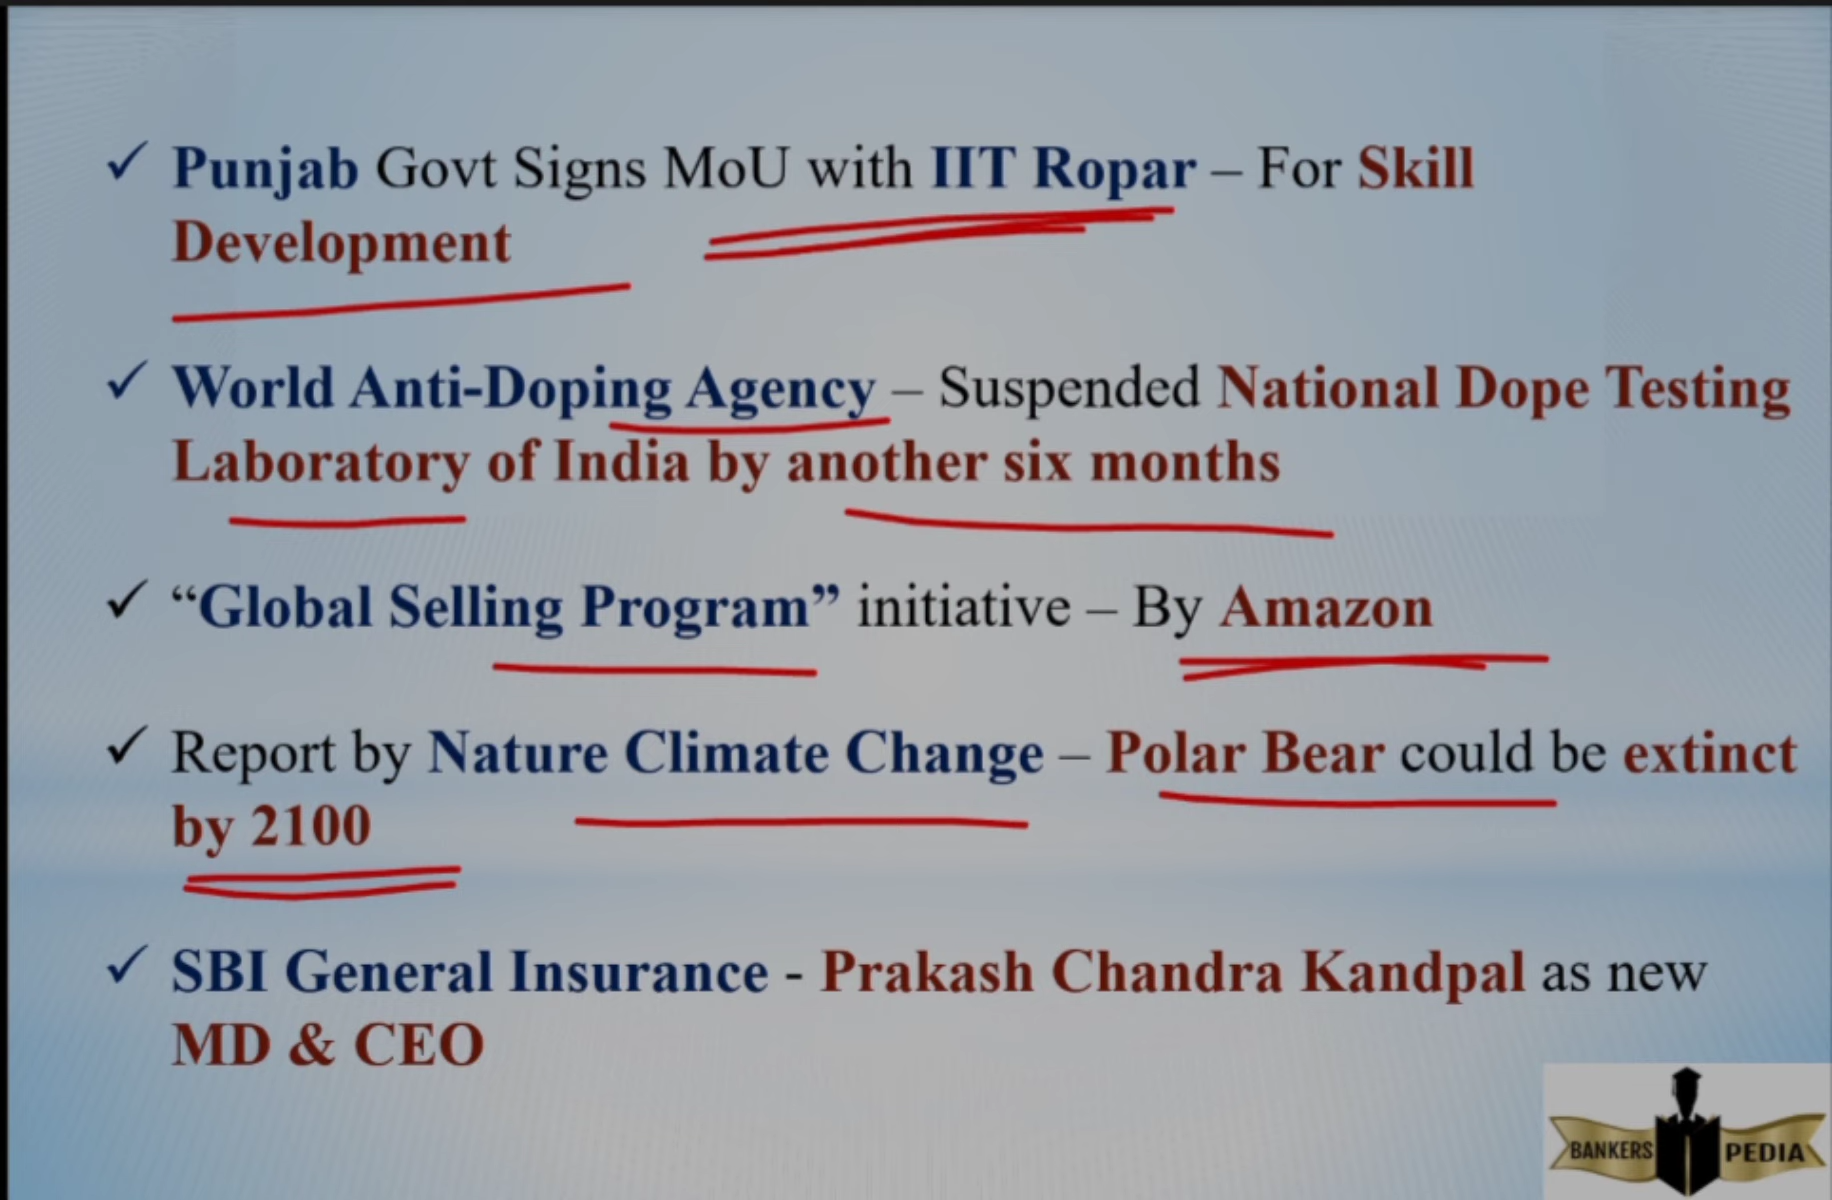 ✓ Punjab Govt Signs MoU with IIT Ropar – For Skill
Development
✓ World Anti-Doping Agency – Suspended National Dope Testing
Laboratory of India by another six months
✓ “Global Selling Program” initiative – By Amazon
✓ Report by Nature Climate Change – Polar Bear could be extinct
by 2100
✓ SBI General Insurance - Prakash Chandra Kandpal as new
MD & CEO
BANKERS PEDIA